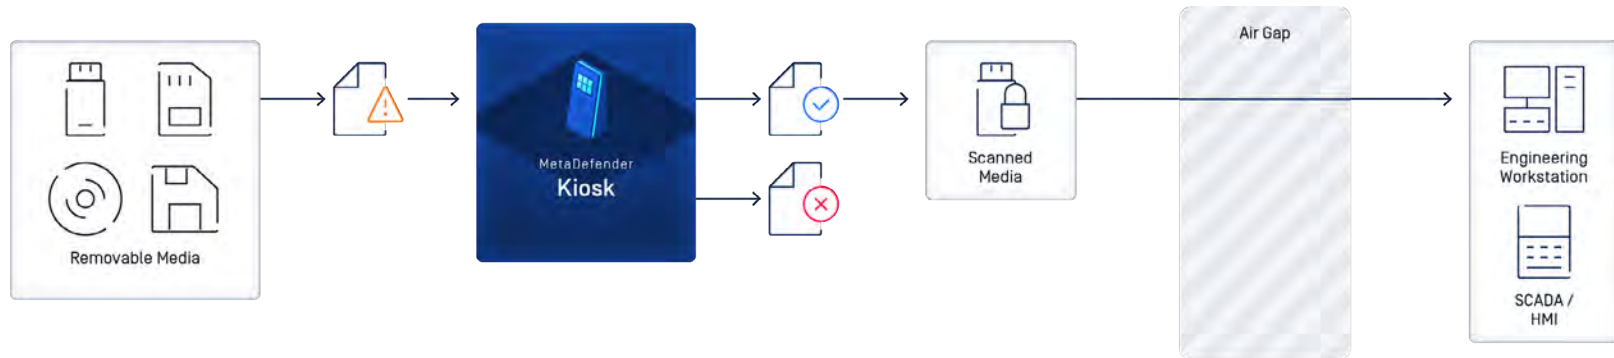 Removable Media
MetaDefender
Kiosk
Scanned
Media
Air Gap
Engineering
Workstation
SCADA /
HMI